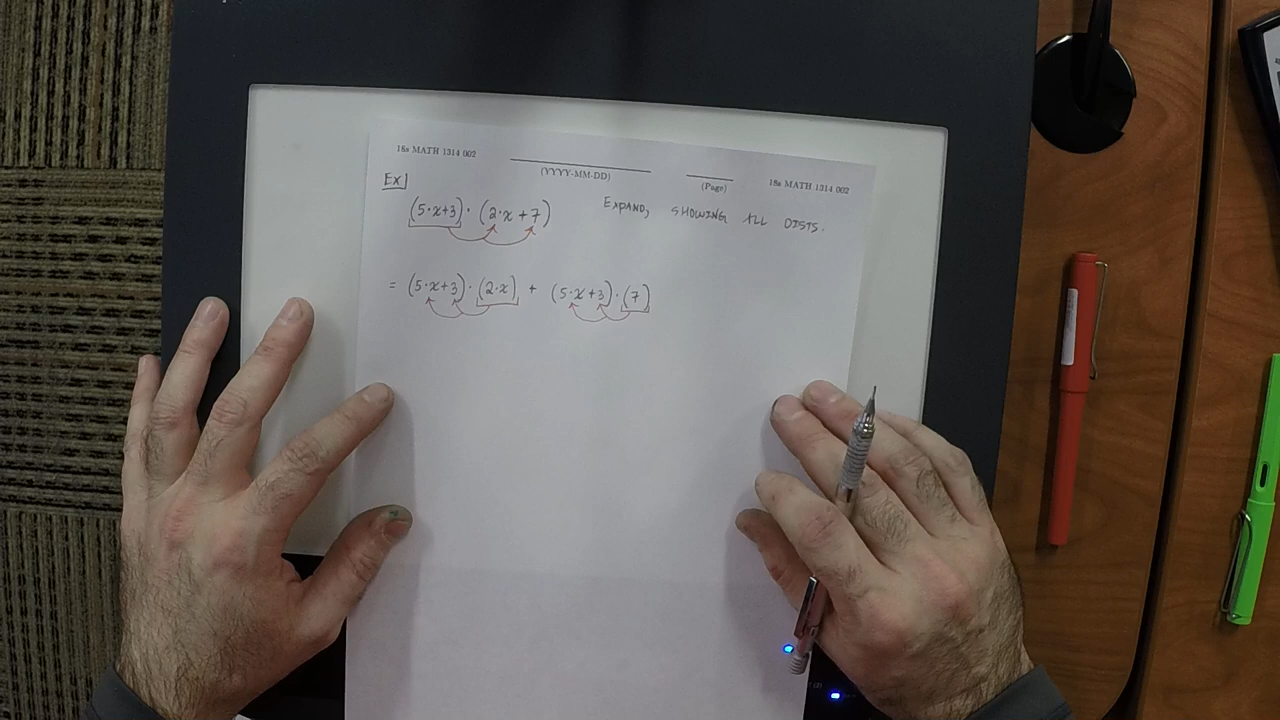 18s MATH 1314 002 (YYYY-MM-DD) (Page) 18s MATH 1314 002
Ex1
(5·x+3)·(2·x+7) EXPAND, SHOWING ALL DISTS.
= (5·x+3)·(2·x) + (5·x+3)·(7)